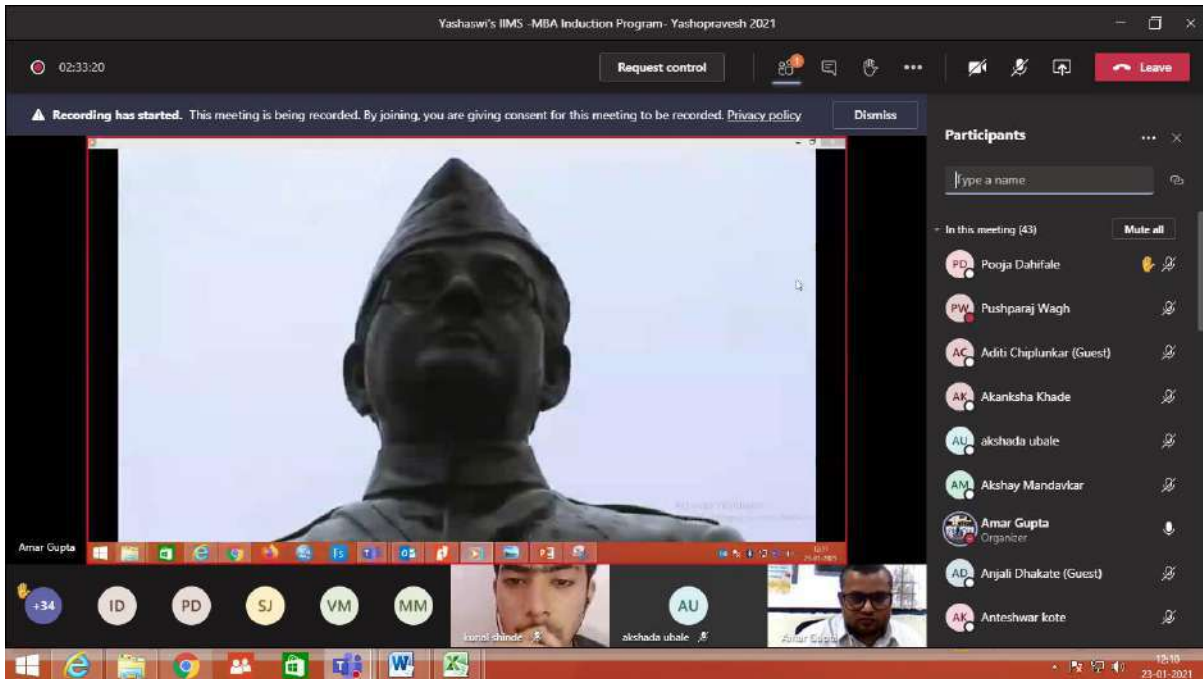 Yashaswi's IIMS -MBA Induction Program- Yashopravesh 2021
02:33:20
Request control
1
Leave
Recording has started. This meeting is being recorded. By joining, you are giving consent for this meeting to be recorded. Privacy policy
Dismiss
Participants
Type a name
In this meeting (43)
Mute all
PD Pooja Dahifale
PW Pushparaj Wagh
AC Aditi Chiplunkar (Guest)
AK Akanksha Khade
AU akshada ubale
AM Akshay Mandavkar
Amar Gupta
Organizer
AD Anjali Dhakate (Guest)
AK Anteshwar kote
Amar Gupta
+34
ID
PD
SJ
VM
MM
kunal shinde
AU
akshada ubale
Amar Gupta
12:10
23-01-2021